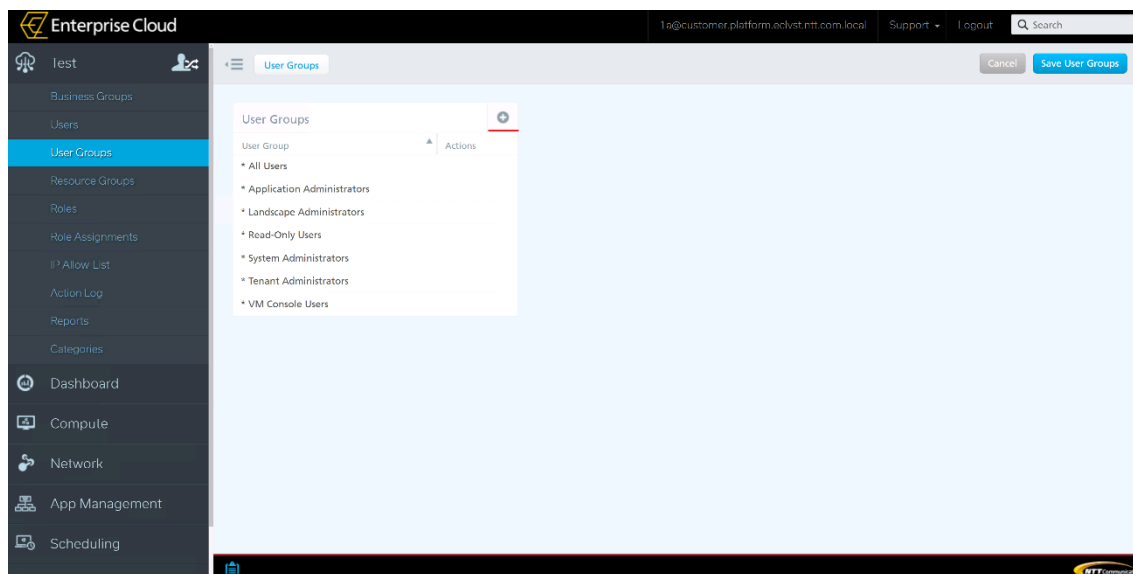 Enterprise Cloud
1a@customer.platform.eclvst.ntt.com.local
Support
Logout
Search
Test
User Groups
Cancel
Save User Groups
Business Groups
Users
User Groups
Resource Groups
Roles
Role Assignments
IP Allow List
Action Log
Reports
Categories
Dashboard
Compute
Network
App Management
Scheduling
User Groups
User Group
Actions
* All Users
* Application Administrators
* Landscape Administrators
* Read-Only Users
* System Administrators
* Tenant Administrators
* VM Console Users